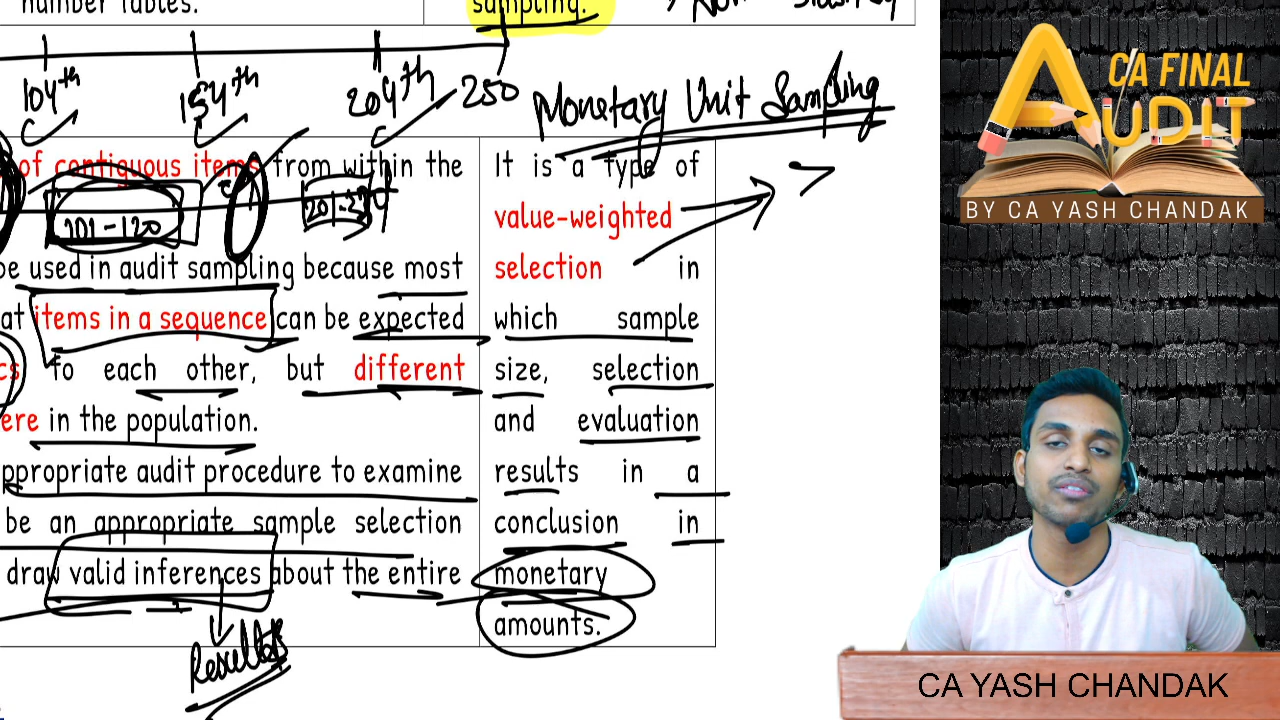 number tables.
sampling.
104th
154th
204th
250
Monetary Unit Sampling
of contiguous items from within the
101-120
be used in audit sampling because most
at items in a sequence can be expected
cs to each other, but different
ere in the population.
ppropriate audit procedure to examine
be an appropriate sample selection
draw valid inferences about the entire
Results
It is a type of
value-weighted
selection in
which sample
size, selection
and evaluation
results in a
conclusion in
monetary
amounts.
CA FINAL
AUDIT
BY CA YASH CHANDAK
CA YASH CHANDAK